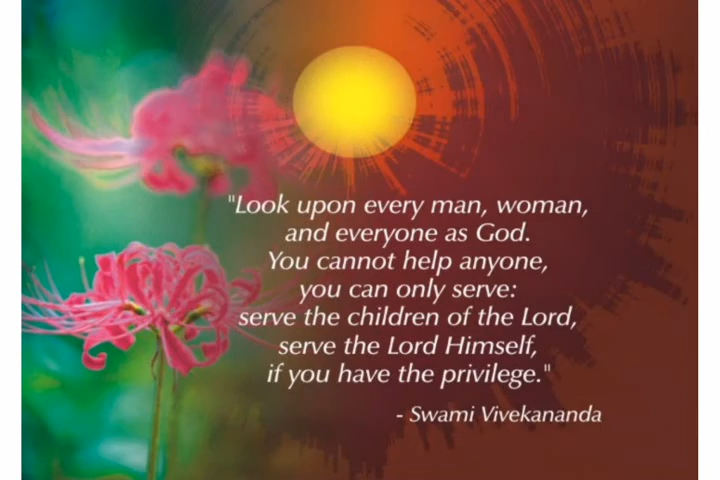 "Look upon every man, woman,
and everyone as God.
You cannot help anyone,
you can only serve:
serve the children of the Lord,
serve the Lord Himself,
if you have the privilege."
- Swami Vivekananda